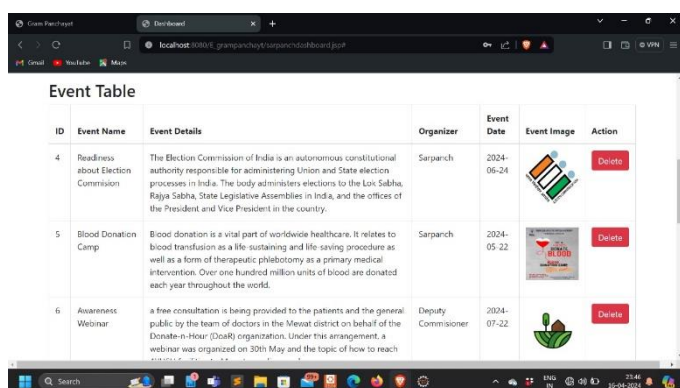 Gram Panchayat
Dashboard
localhost:8080/E_grampanchayt/sarpanchdashboard.jsp#
VPN
Gmail YouTube Maps
Event Table
ID Event Name Event Details Organizer Event Date Event Image Action
4 Readiness about Election Commision
The Election Commission of India is an autonomous constitutional
authority responsible for administering Union and State election
processes in India. The body administers elections to the Lok Sabha,
Rajya Sabha, State Legislative Assemblies in India, and the offices of
the President and Vice President in the country.
Sarpanch 2024-06-24 Delete
5 Blood Donation Camp
Blood donation is a vital part of worldwide healthcare. It relates to
blood transfusion as a life-sustaining and life-saving procedure as
well as a form of therapeutic phlebotomy as a primary medical
intervention. Over one hundred million units of blood are donated
each year throughout the world.
Sarpanch 2024-05-22
DONATE
BLOOD
Delete
6 Awareness Webinar
a free consultation is being provided to the patients and the general
public by the team of doctors in the Mewat district on behalf of the
Donate-n-Hour (DoaR) organization. Under this arrangement, a
webinar was organized on 30th May and the topic of how to reach
Deputy Commisioner 2024-07-22 Delete
Search
ENG
IN
23:46
16-04-2024